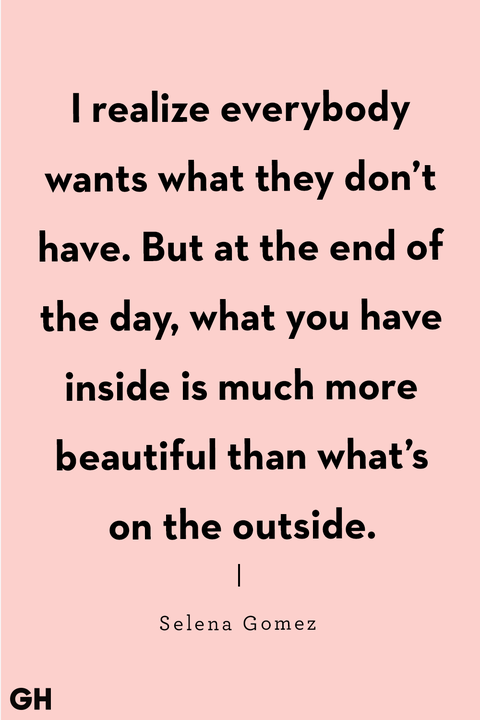 I realize everybody
wants what they don’t
have. But at the end of
the day, what you have
inside is much more
beautiful than what’s
on the outside.
Selena Gomez
GH